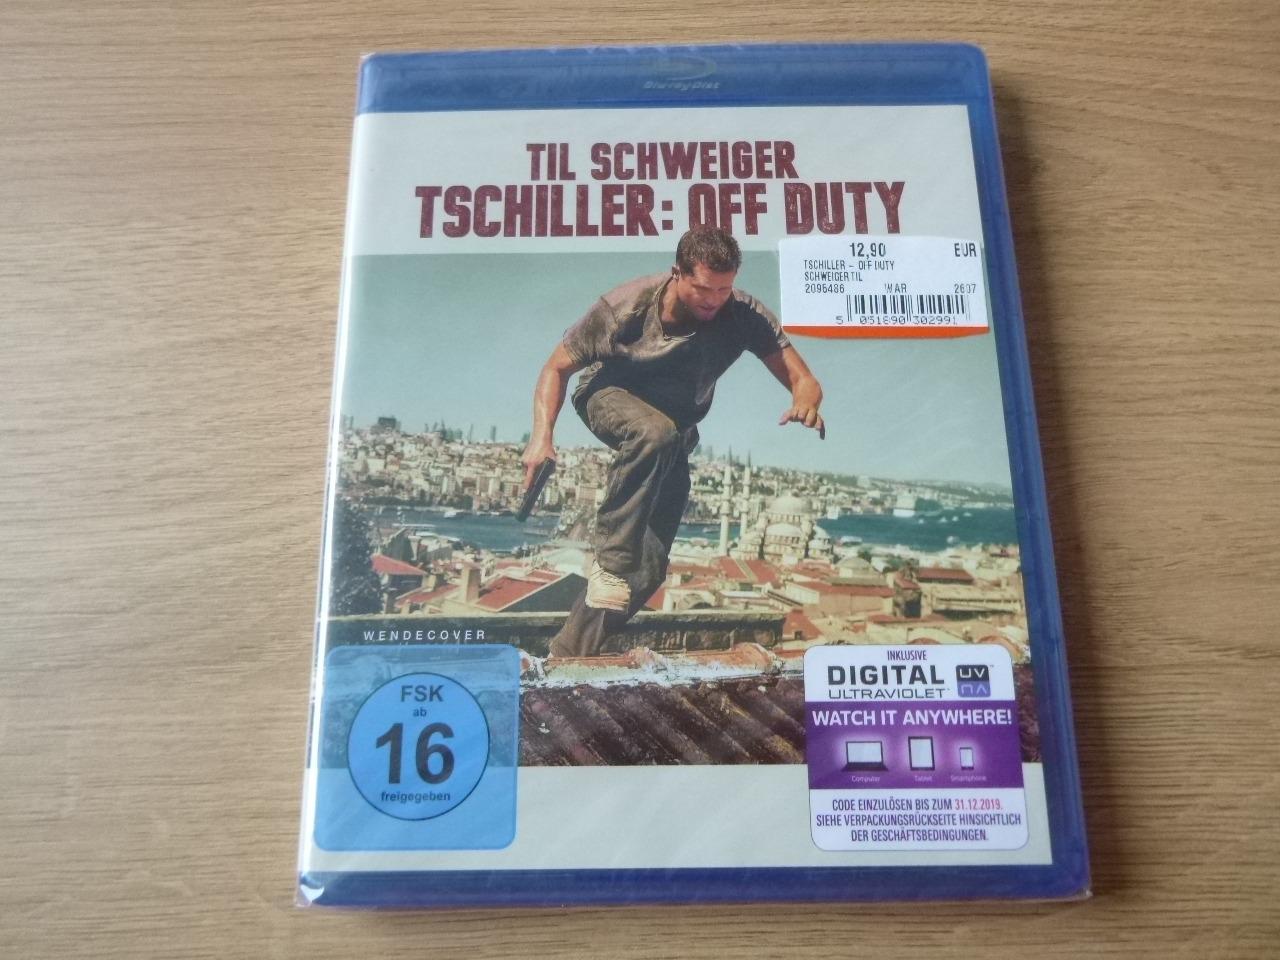 Blu-ray Disc
TIL SCHWEIGER
TSCHILLER: OFF DUTY
12,90 EUR
TSCHILLER - OFF DUTY
SCHWEIGER TIL
2096486 WAR 2607
5 051890 302991
WENDECOVER
FSK
ab
16
freigegeben
INKLUSIVE
DIGITAL
ULTRAVIOLET
UV
WATCH IT ANYWHERE!
Computer Tablet Smartphone
CODE EINZULÖSEN BIS ZUM 31.12.2019.
SIEHE VERPACKUNGSRÜCKSEITE HINSICHTLICH
DER GESCHÄFTSBEDINGUNGEN.